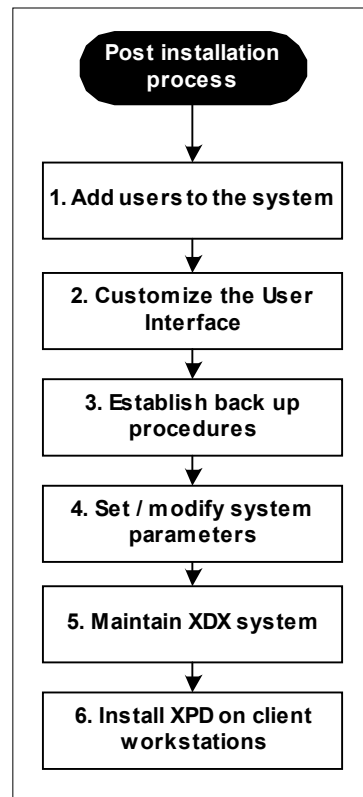 Post installation
process
1. Add users to the system
2. Customize the User
Interface
3. Establish back up
procedures
4. Set / modify system
parameters
5. Maintain XDX system
6. Install XPD on client
workstations